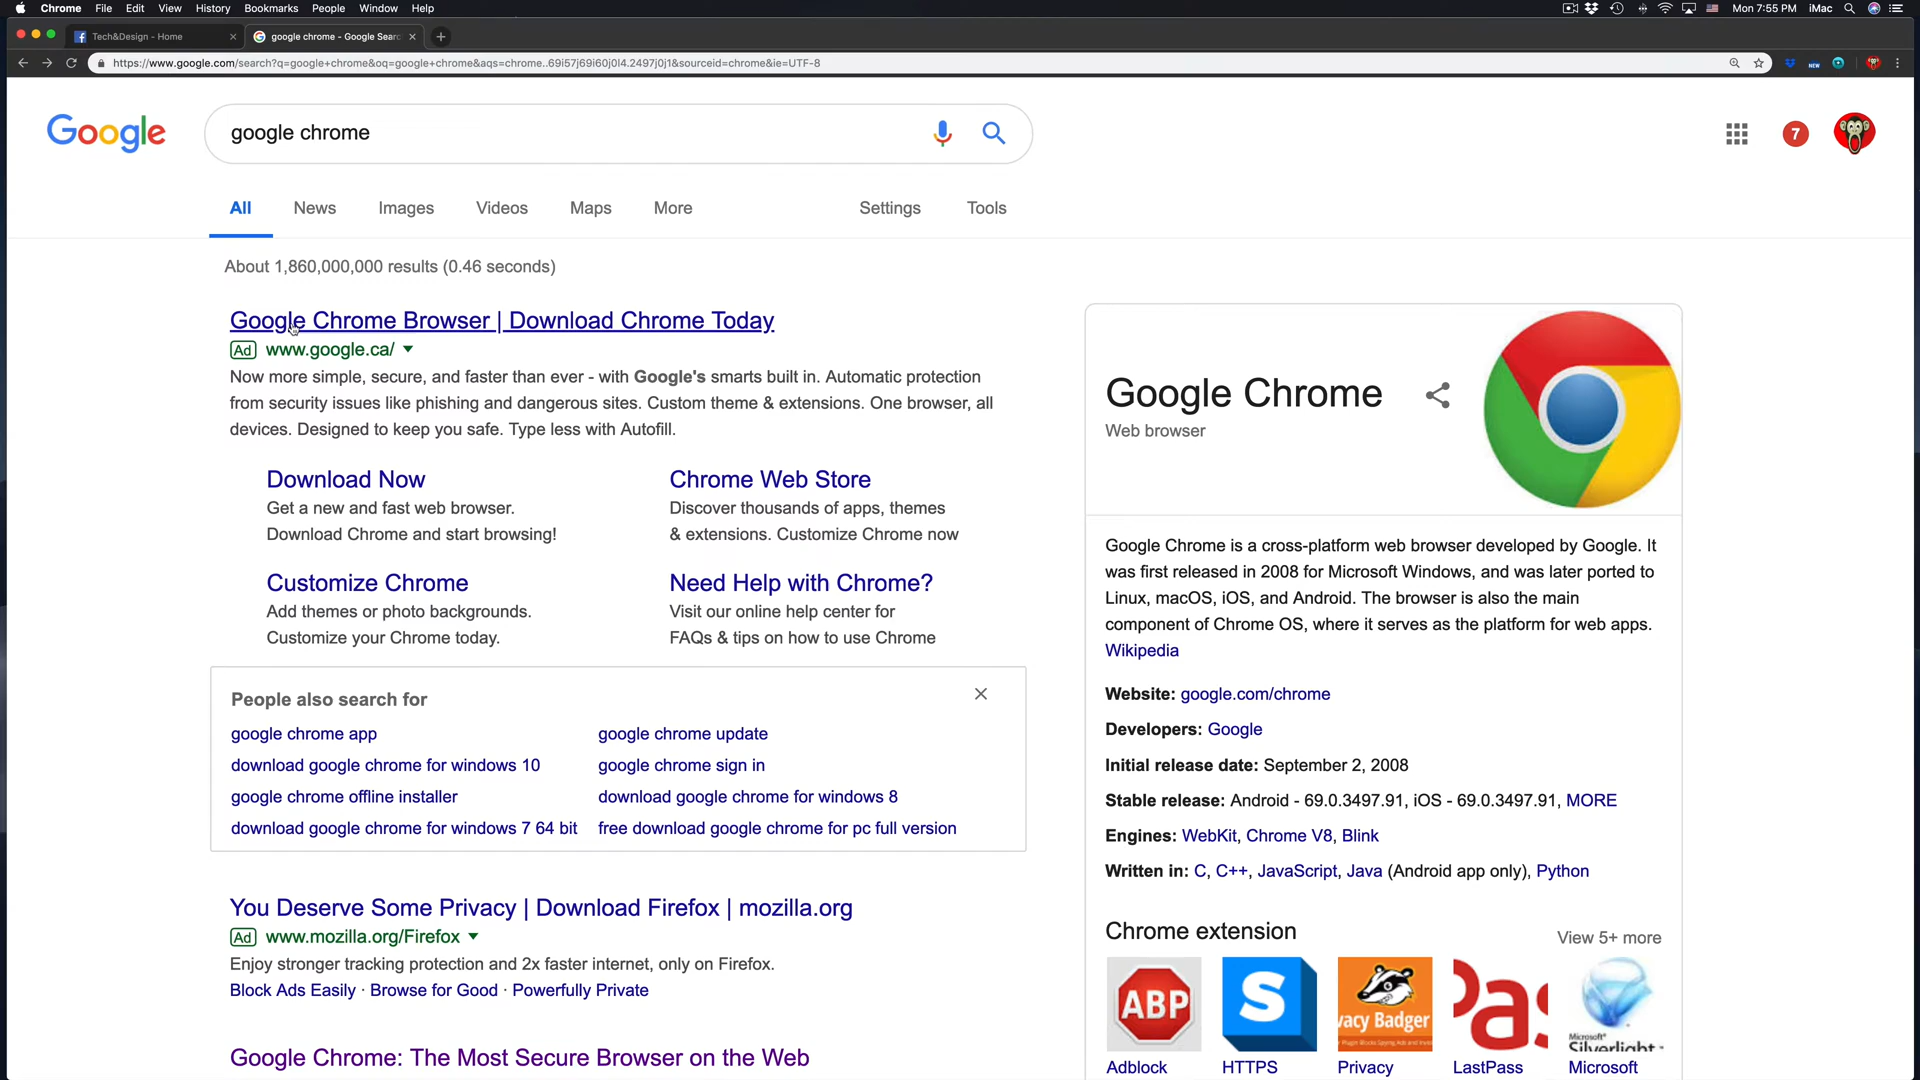 Chrome File Edit View History Bookmarks People Window Help
Mon 7:55 PM iMac
Tech&Design - Home
google chrome - Google Searc
https://www.google.com/search?q=google+chrome&oq=google+chrome&aqs=chrome..69i57j69i60j0l4.2497j0j1&sourceid=chrome&ie=UTF-8
NEW
Google
google chrome
7
All News Images Videos Maps More Settings Tools
About 1,860,000,000 results (0.46 seconds)
Google Chrome Browser | Download Chrome Today
Ad www.google.ca/
Now more simple, secure, and faster than ever - with Google's smarts built in. Automatic protection
from security issues like phishing and dangerous sites. Custom theme & extensions. One browser, all
devices. Designed to keep you safe. Type less with Autofill.
Download Now
Get a new and fast web browser.
Download Chrome and start browsing!
Chrome Web Store
Discover thousands of apps, themes
& extensions. Customize Chrome now
Customize Chrome
Add themes or photo backgrounds.
Customize your Chrome today.
Need Help with Chrome?
Visit our online help center for
FAQs & tips on how to use Chrome
People also search for
google chrome app
google chrome update
download google chrome for windows 10
google chrome sign in
google chrome offline installer
download google chrome for windows 8
download google chrome for windows 7 64 bit
free download google chrome for pc full version
You Deserve Some Privacy | Download Firefox | mozilla.org
Ad www.mozilla.org/Firefox
Enjoy stronger tracking protection and 2x faster internet, only on Firefox.
Block Ads Easily · Browse for Good · Powerfully Private
Google Chrome: The Most Secure Browser on the Web
Google Chrome
Web browser
Google Chrome is a cross-platform web browser developed by Google. It
was first released in 2008 for Microsoft Windows, and was later ported to
Linux, macOS, iOS, and Android. The browser is also the main
component of Chrome OS, where it serves as the platform for web apps.
Wikipedia
Website: google.com/chrome
Developers: Google
Initial release date: September 2, 2008
Stable release: Android - 69.0.3497.91, iOS - 69.0.3497.91, MORE
Engines: WebKit, Chrome V8, Blink
Written in: C, C++, JavaScript, Java (Android app only), Python
Chrome extension
View 5+ more
ABP
S
vacy Badger
Pas
Microsoft
Silverlight
Adblock
HTTPS
Privacy
LastPass
Microsoft